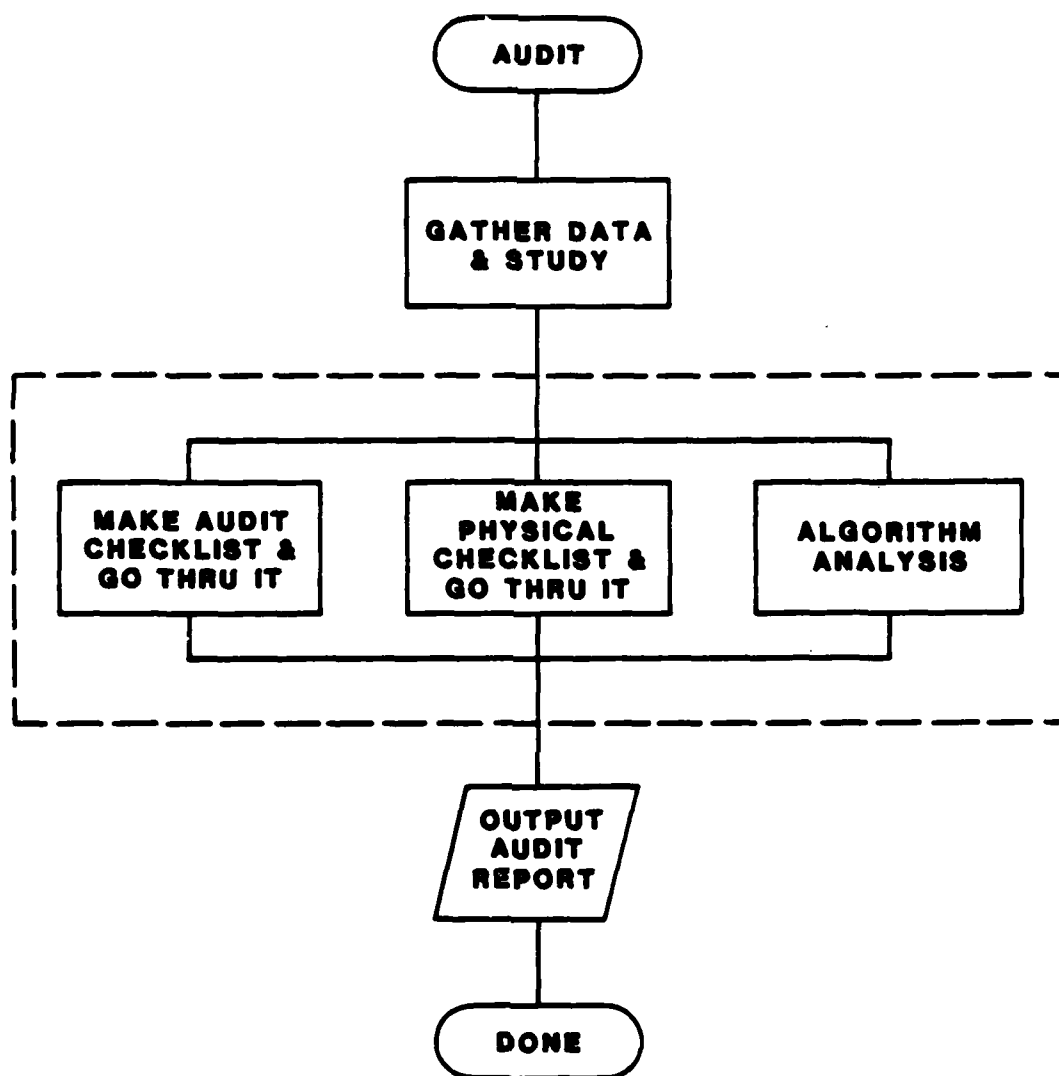 AUDIT
GATHER DATA
& STUDY
MAKE AUDIT
CHECKLIST &
GO THRU IT
MAKE
PHYSICAL
CHECKLIST &
GO THRU IT
ALGORITHM
ANALYSIS
OUTPUT
AUDIT
REPORT
DONE